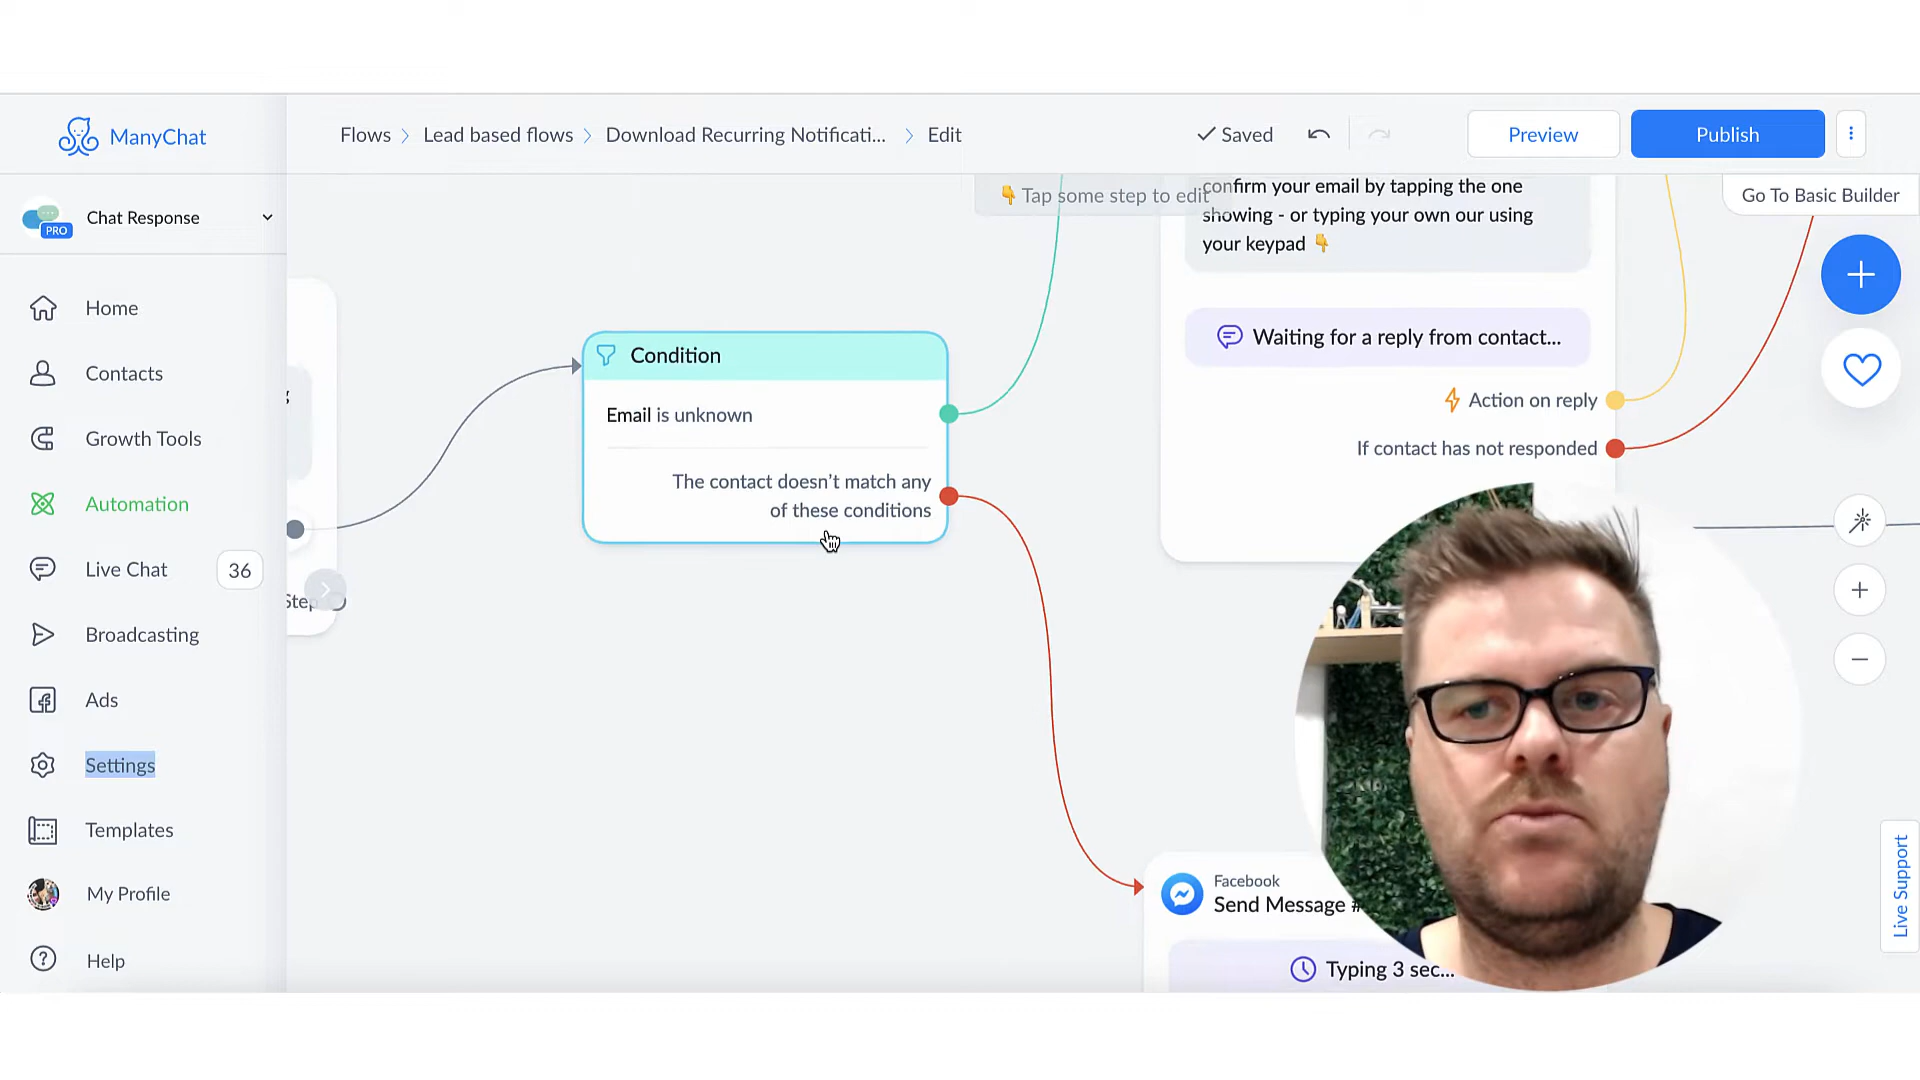 ManyChat
Flows > Lead based flows > Download Recurring Notificati... > Edit
Saved
Preview
Publish
PRO
Chat Response
Home
Contacts
Growth Tools
Automation
Live Chat
36
Broadcasting
Ads
Settings
Templates
My Profile
Help
👇 Tap some step to edit
Go To Basic Builder
Condition
Email is unknown
The contact doesn't match any
of these conditions
confirm your email by tapping the one
showing - or typing your own our using
your keypad 👇
Waiting for a reply from contact...
Action on reply
If contact has not responded
Facebook
Send Message #
Typing 3 sec...
Live Support